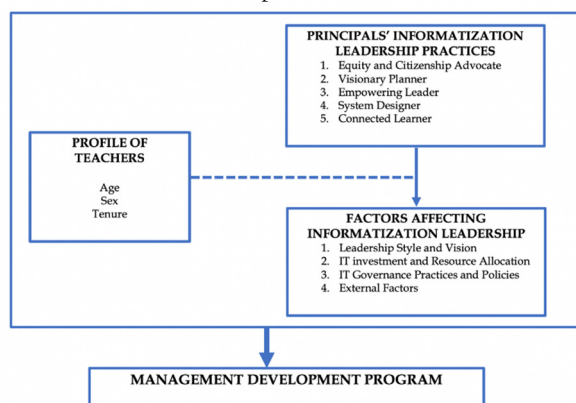 PRINCIPALS' INFORMATIZATION
LEADERSHIP PRACTICES
1. Equity and Citizenship Advocate
2. Visionary Planner
3. Empowering Leader
4. System Designer
5. Connected Learner
PROFILE OF
TEACHERS
Age
Sex
Tenure
FACTORS AFFECTING
INFORMATIZATION LEADERSHIP
1. Leadership Style and Vision
2. IT investment and Resource Allocation
3. IT Governance Practices and Policies
4. External Factors
MANAGEMENT DEVELOPMENT PROGRAM